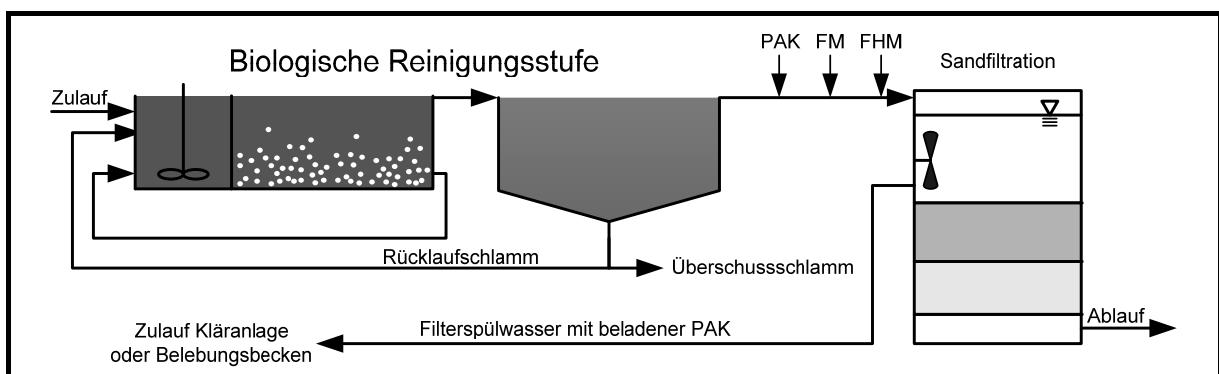 Biologische Reinigungsstufe
PAK
FM
FHM
Sandfiltration
Zulauf
Rücklaufschlamm
Überschussschlamm
Zulauf Kläranlage
oder Belebungsbecken
Filterspülwasser mit beladener PAK
Ablauf